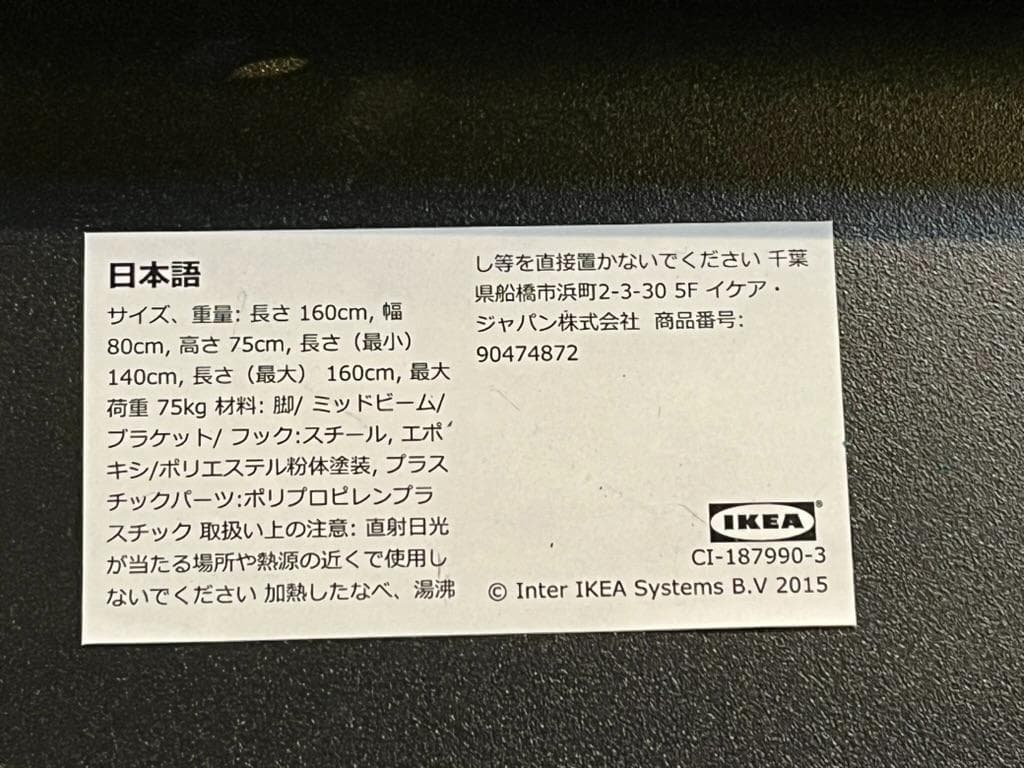 日本語
サイズ、重量: 長さ 160cm, 幅
80cm, 高さ 75cm, 長さ（最小）
140cm, 長さ（最大） 160cm, 最大
荷重 75kg 材料: 脚/ ミッドビーム/
ブラケット/ フック:スチール, エポ
キシ/ポリエステル粉体塗装, プラス
チックパーツ:ポリプロピレンプラ
スチック 取扱い上の注意: 直射日光
が当たる場所や熱源の近くで使用し
ないでください 加熱したなべ、湯沸
し等を直接置かないでください 千葉
県船橋市浜町2-3-30 5F イケア・
ジャパン株式会社 商品番号:
90474872
IKEA®
CI-187990-3
© Inter IKEA Systems B.V 2015